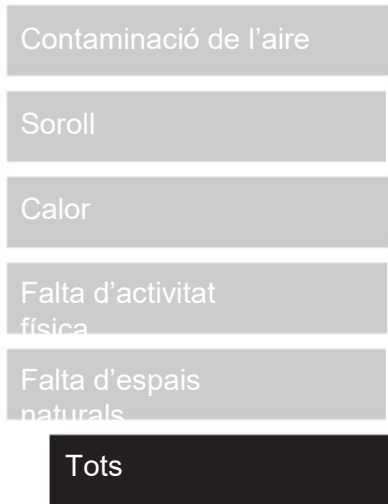 Contaminació de l’aire
Soroll
Calor
Falta d’activitat
física
Falta d’espais
naturals
Tots